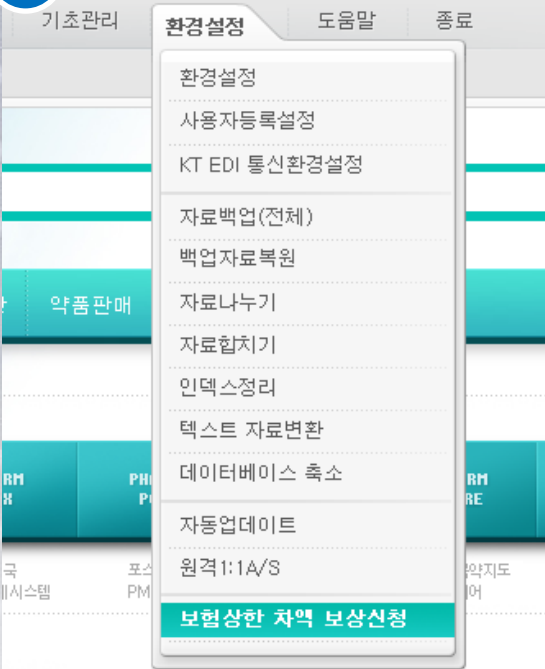 기초관리 환경설정 도움말 종료
환경설정
사용자등록설정
KT EDI 통신환경설정
자료백업(전체)
백업자료복원
자료나누기
자료합치기
인덱스정리
텍스트 자료변환
데이터베이스 축소
자동업데이트
원격1:1A/S
보험상한 차액 보상신청
약품판매